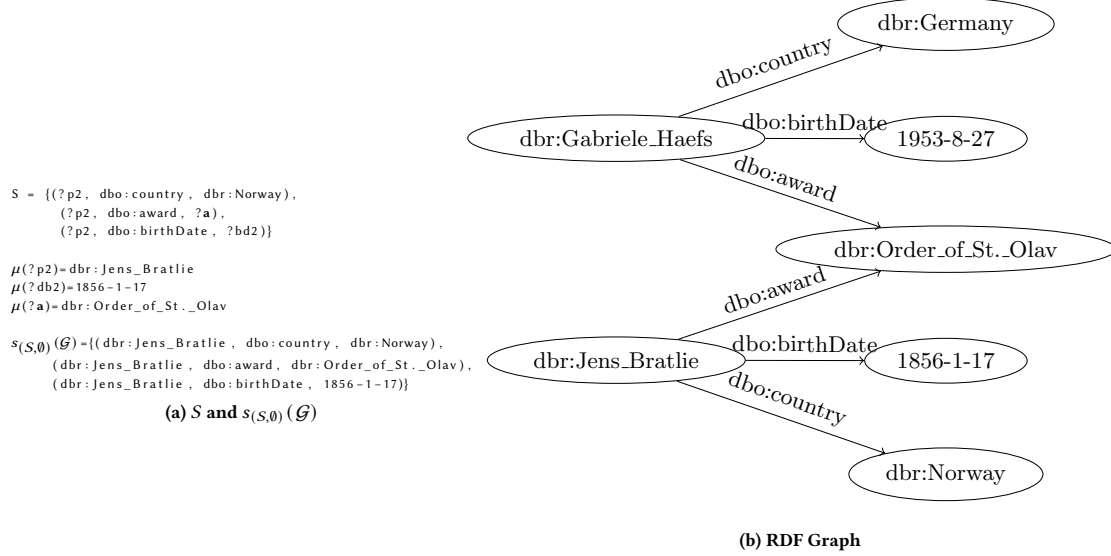 S = {(?p2, dbo:country, dbr:Norway),
(?p2, dbo:award, ?a),
(?p2, dbo:birthDate, ?bd2)}
μ(?p2)=dbr:Jens_Bratlie
μ(?db2)=1856-1-17
μ(?a)=dbr:Order_of_St._Olav
s(S,∅)(G)={(dbr:Jens_Bratlie, dbo:country, dbr:Norway),
(dbr:Jens_Bratlie, dbo:award, dbr:Order_of_St._Olav),
(dbr:Jens_Bratlie, dbo:birthDate, 1856-1-17)}
(a) S and s(S,∅)(G)
dbr:Germany
dbo:country
dbr:Gabriele_Haefs
dbo:birthDate
1953-8-27
dbo:award
dbr:Order_of_St._Olav
dbo:award
dbr:Jens_Bratlie
dbo:birthDate
1856-1-17
dbo:country
dbr:Norway
(b) RDF Graph